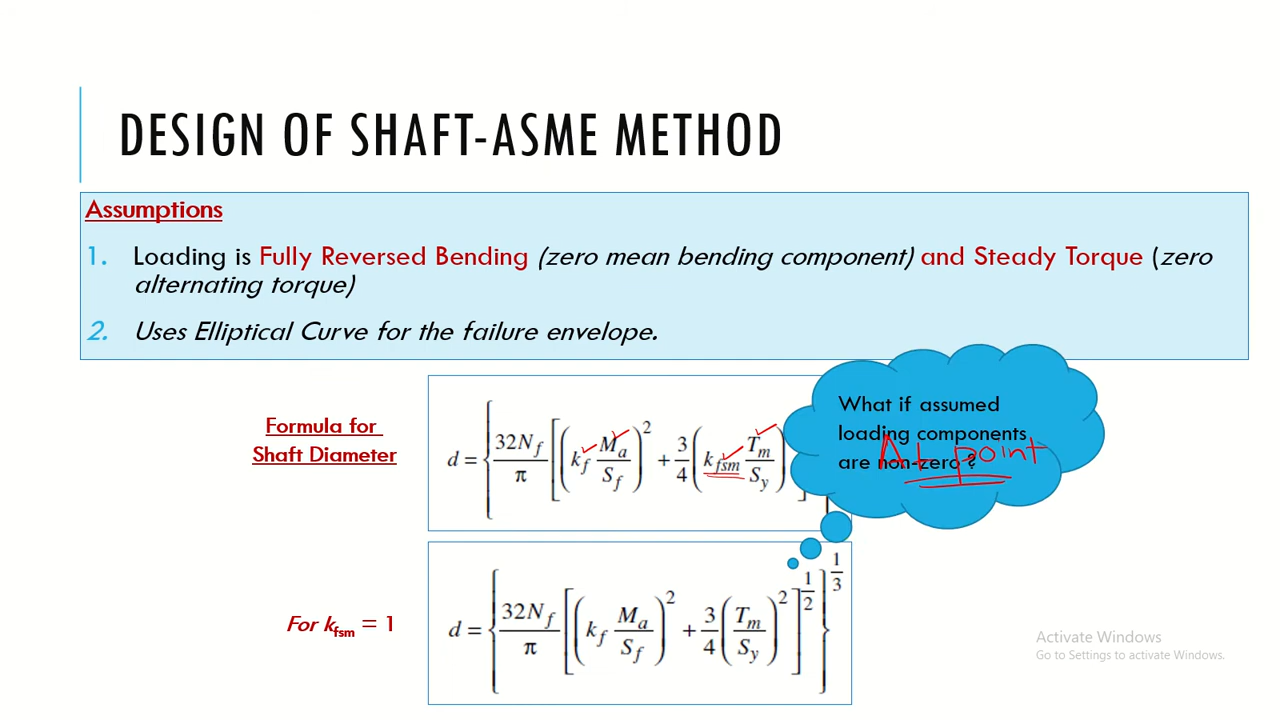 DESIGN OF SHAFT-ASME METHOD
Assumptions
1. Loading is Fully Reversed Bending (zero mean bending component) and Steady Torque (zero
alternating torque)
2. Uses Elliptical Curve for the failure envelope.
Formula for
Shaft Diameter
d = { 32N_f / π [ ( k_f M_a / S_f )^2 + 3/4 ( k_fsm T_m / S_y )
What if assumed
loading components
are non-zero ?
At point
For k_fsm = 1
d = { 32N_f / π [ ( k_f M_a / S_f )^2 + 3/4 ( T_m / S_y )^2 ]^1/2 }^1/3
Activate Windows
Go to Settings to activate Windows.